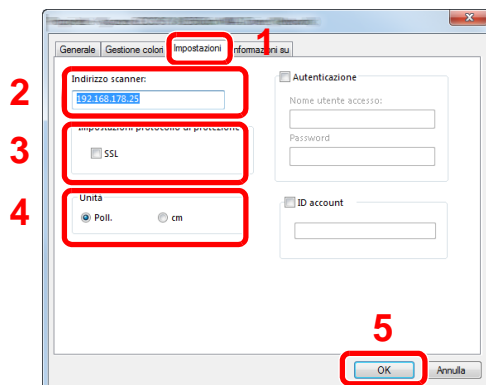 Generale Gestione colori Impostazioni Informazioni su
1
2
Indirizzo scanner:
192.168.178.25
Autenticazione
Nome utente accesso:
Password
3
Impostazioni protocollo di protezione
SSL
4
Unità
Poll. cm
ID account
5
OK Annulla